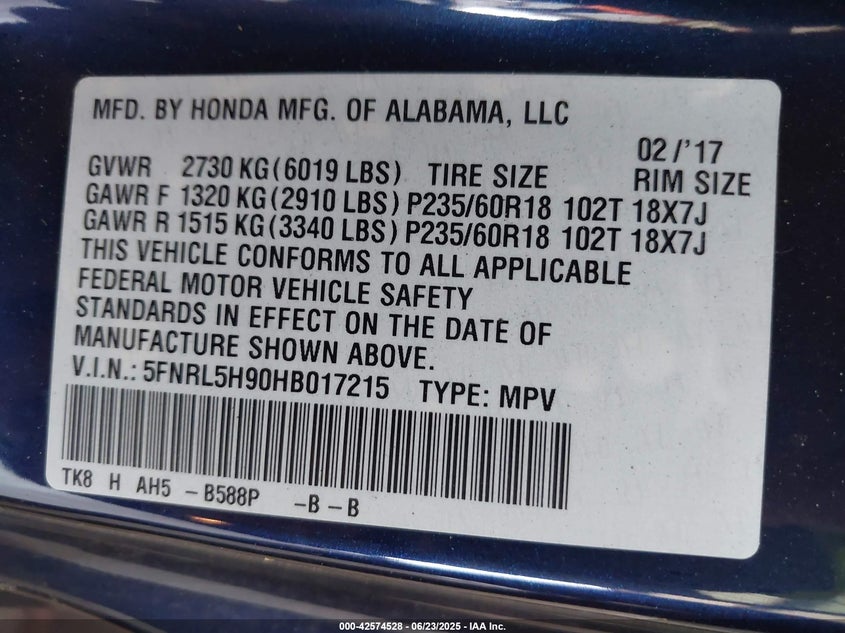 MFD. BY HONDA MFG. OF ALABAMA, LLC
02/'17
GVWR 2730 KG(6019 LBS) TIRE SIZE RIM SIZE
GAWR F 1320 KG(2910 LBS) P235/60R18 102T 18X7J
GAWR R 1515 KG(3340 LBS) P235/60R18 102T 18X7J
THIS VEHICLE CONFORMS TO ALL APPLICABLE
FEDERAL MOTOR VEHICLE SAFETY
STANDARDS IN EFFECT ON THE DATE OF
MANUFACTURE SHOWN ABOVE.
V.I.N.: 5FNRL5H90HB017215 TYPE: MPV
TK8 H AH5 -B588P -B-B
000-42574528 - 06/23/2025 - IAA Inc.